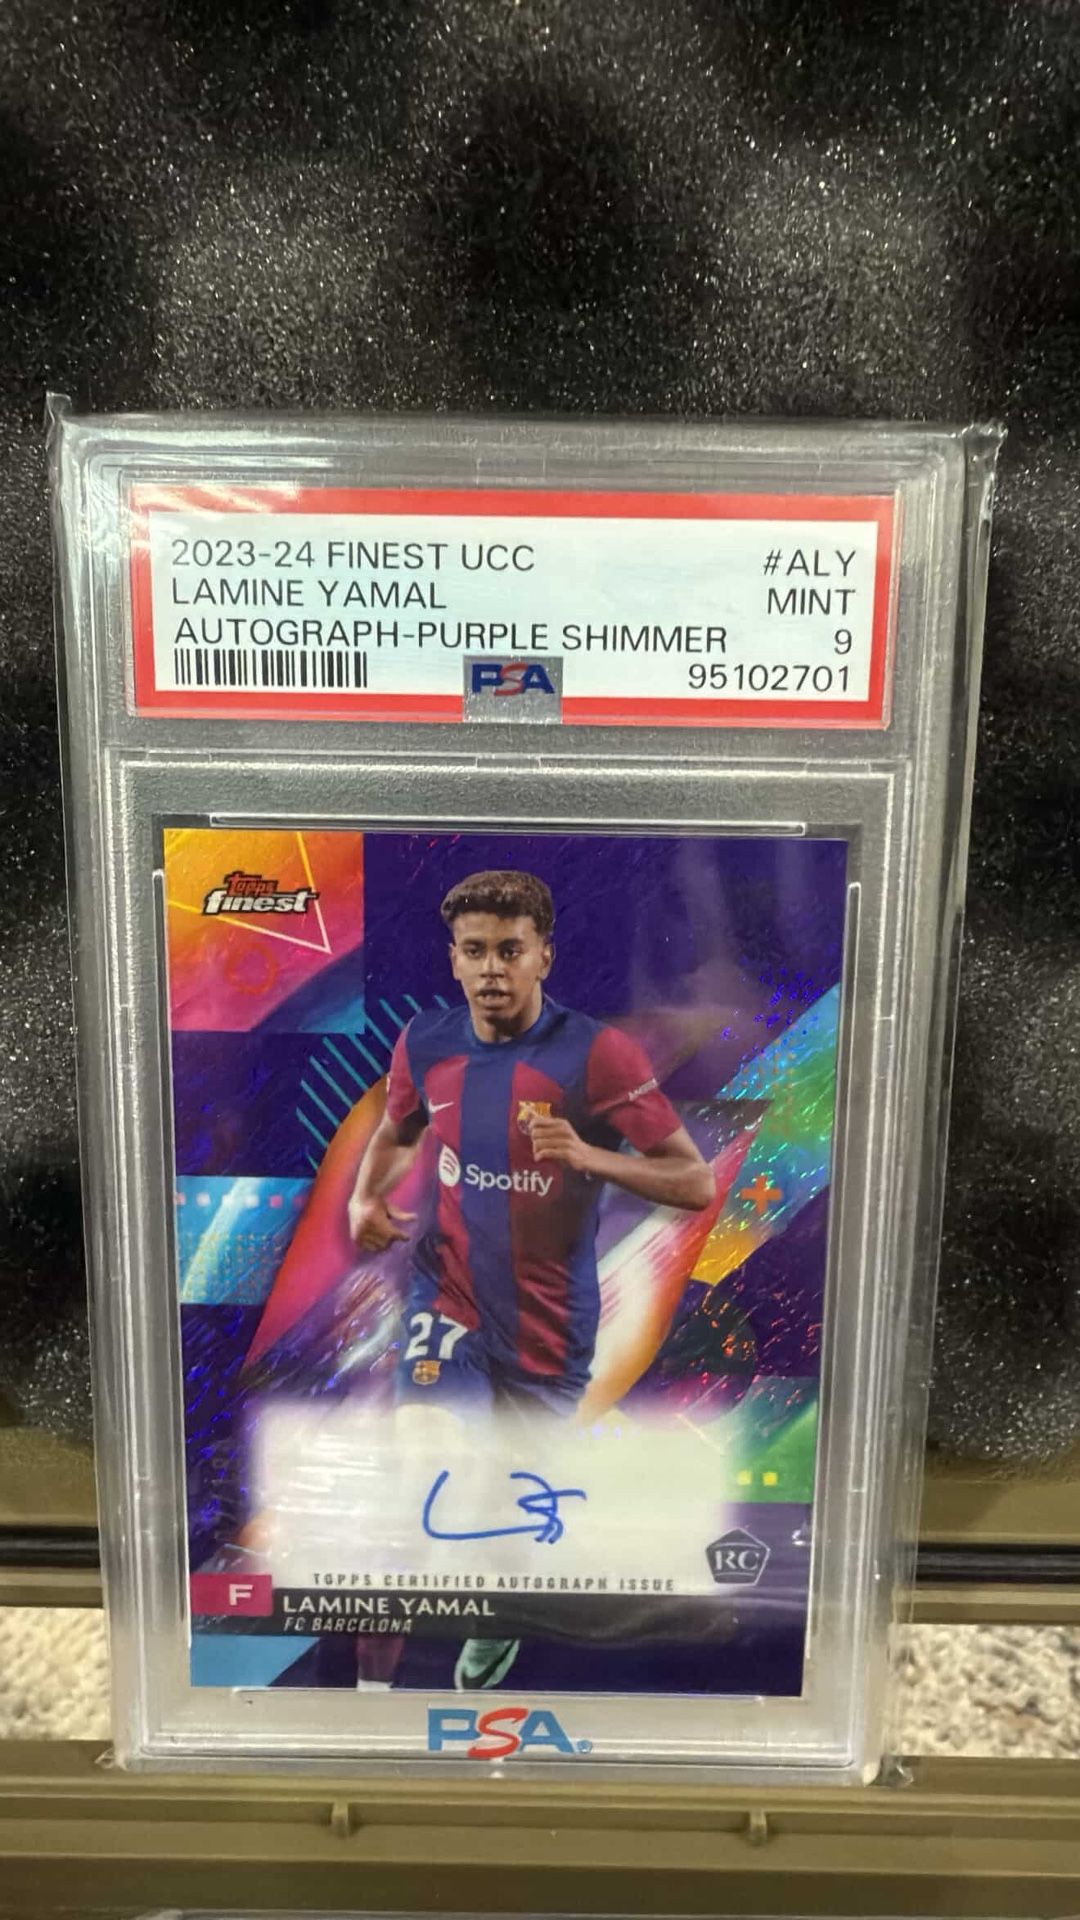 2023-24 FINEST UCC #ALY
LAMINE YAMAL MINT
AUTOGRAPH-PURPLE SHIMMER 9
PSA 95102701
topps
finest
Spotify
27
TOPPS CERTIFIED AUTOGRAPH ISSUE
RC
F LAMINE YAMAL
FC BARCELONA
PSA®